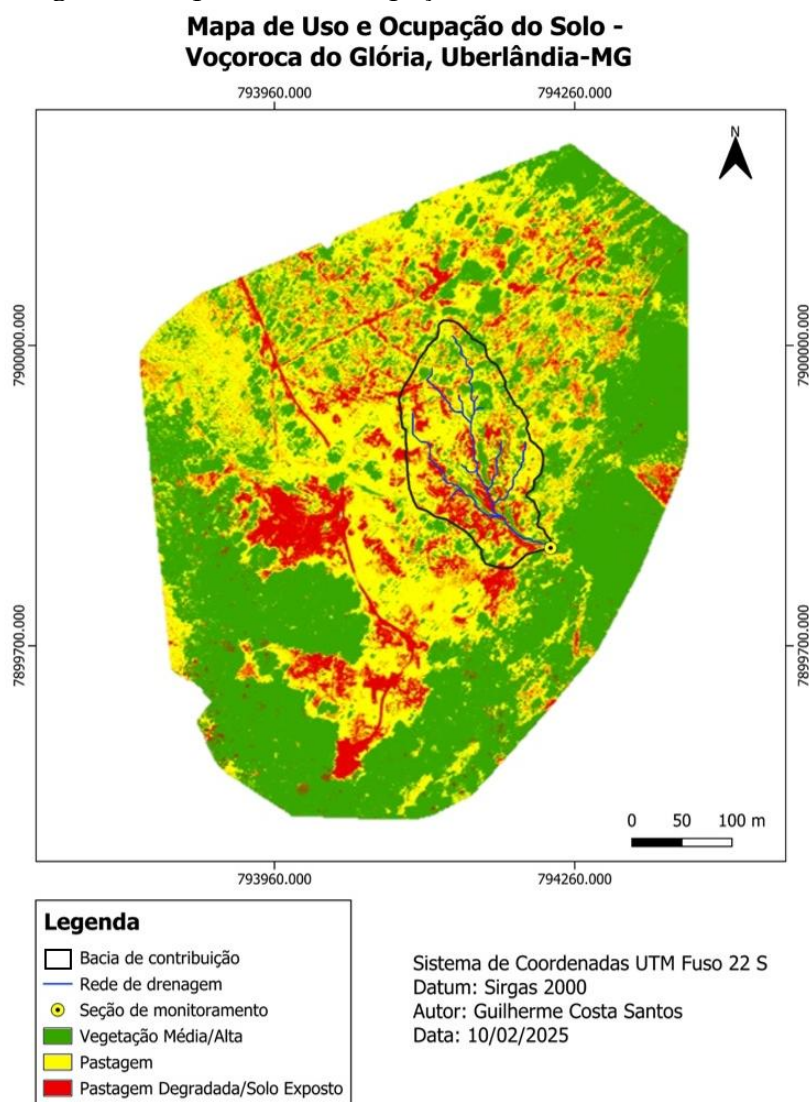 Mapa de Uso e Ocupação do Solo -
Voçoroca do Glória, Uberlândia-MG
793960.000 794260.000
N
7900000.000 7900000.000
7899700.000 7899700.000
0 50 100 m
793960.000 794260.000
Legenda
Bacia de contribuição
Rede de drenagem
Seção de monitoramento
Vegetação Média/Alta
Pastagem
Pastagem Degradada/Solo Exposto
Sistema de Coordenadas UTM Fuso 22 S
Datum: Sirgas 2000
Autor: Guilherme Costa Santos
Data: 10/02/2025